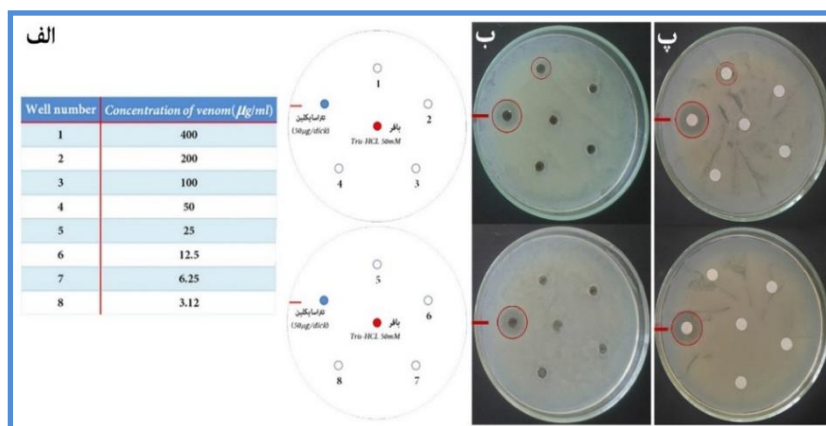 الف
ب
پ
Well number Concentration of venom(μg/ml)
1 400
2 200
3 100
4 50
5 25
6 12.5
7 6.25
8 3.12
1
2
تتراسایکلین
بافر
Tris-HCL 50mM
4
3
5
6
بافر
تتراسایکلین
Tris-HCL 50mM
8
7